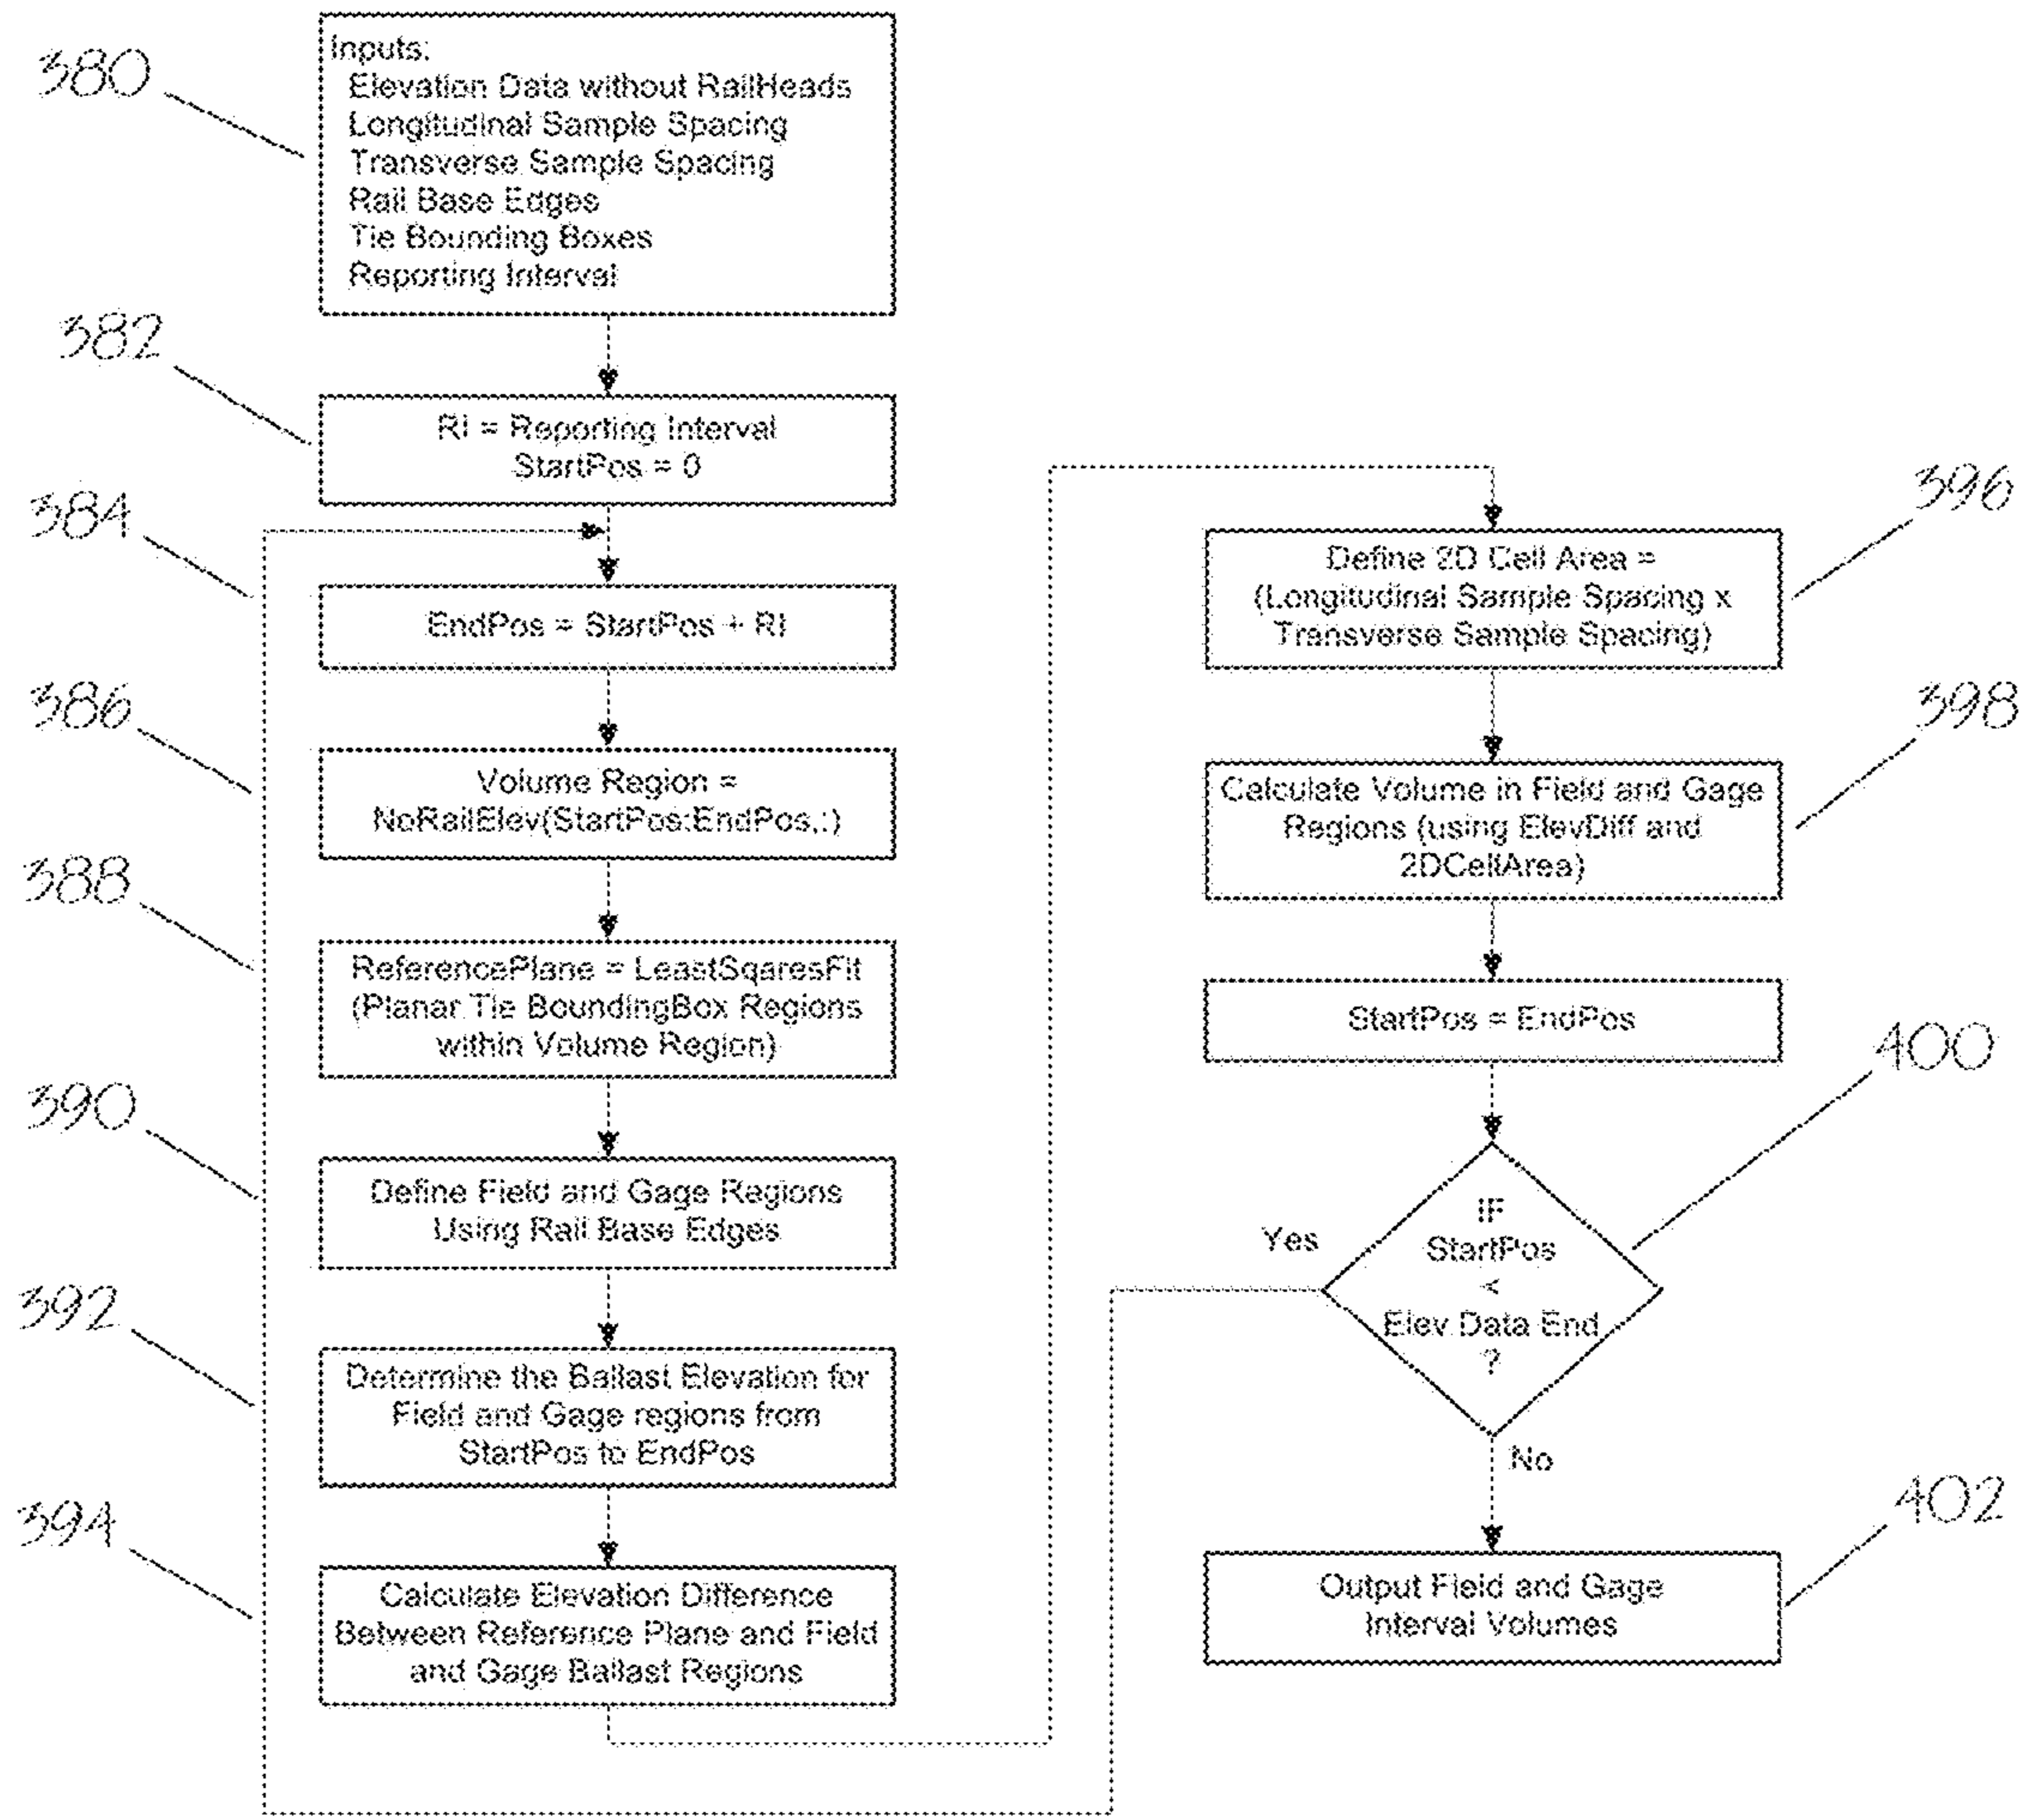 380
Inputs:
Elevation Data without RailHeads
Longitudinal Sample Spacing
Transverse Sample Spacing
Rail Base Edges
Tie Bounding Boxes
Reporting Interval
382
RI = Reporting Interval
StartPos = 0
384
EndPos = StartPos + RI
386
Volume Region =
NoRailElev(StartPos:EndPos,:)
388
ReferencePlane = LeastSqaresFit
(Planar Tie BoundingBox Regions
within Volume Region)
390
Define Field and Gage Regions
Using Rail Base Edges
392
Determine the Ballast Elevation for
Field and Gage regions from
StartPos to EndPos
394
Calculate Elevation Difference
Between Reference Plane and Field
and Gage Ballast Regions
396
Define 2D Cell Area =
(Longitudinal Sample Spacing x
Transverse Sample Spacing)
398
Calculate Volume in Field and Gage
Regions (using ElevDiff and
2DCellArea)
StartPos = EndPos
400
IF
StartPos
<
Elev Data End
?
Yes
No
402
Output Field and Gage
Interval Volumes